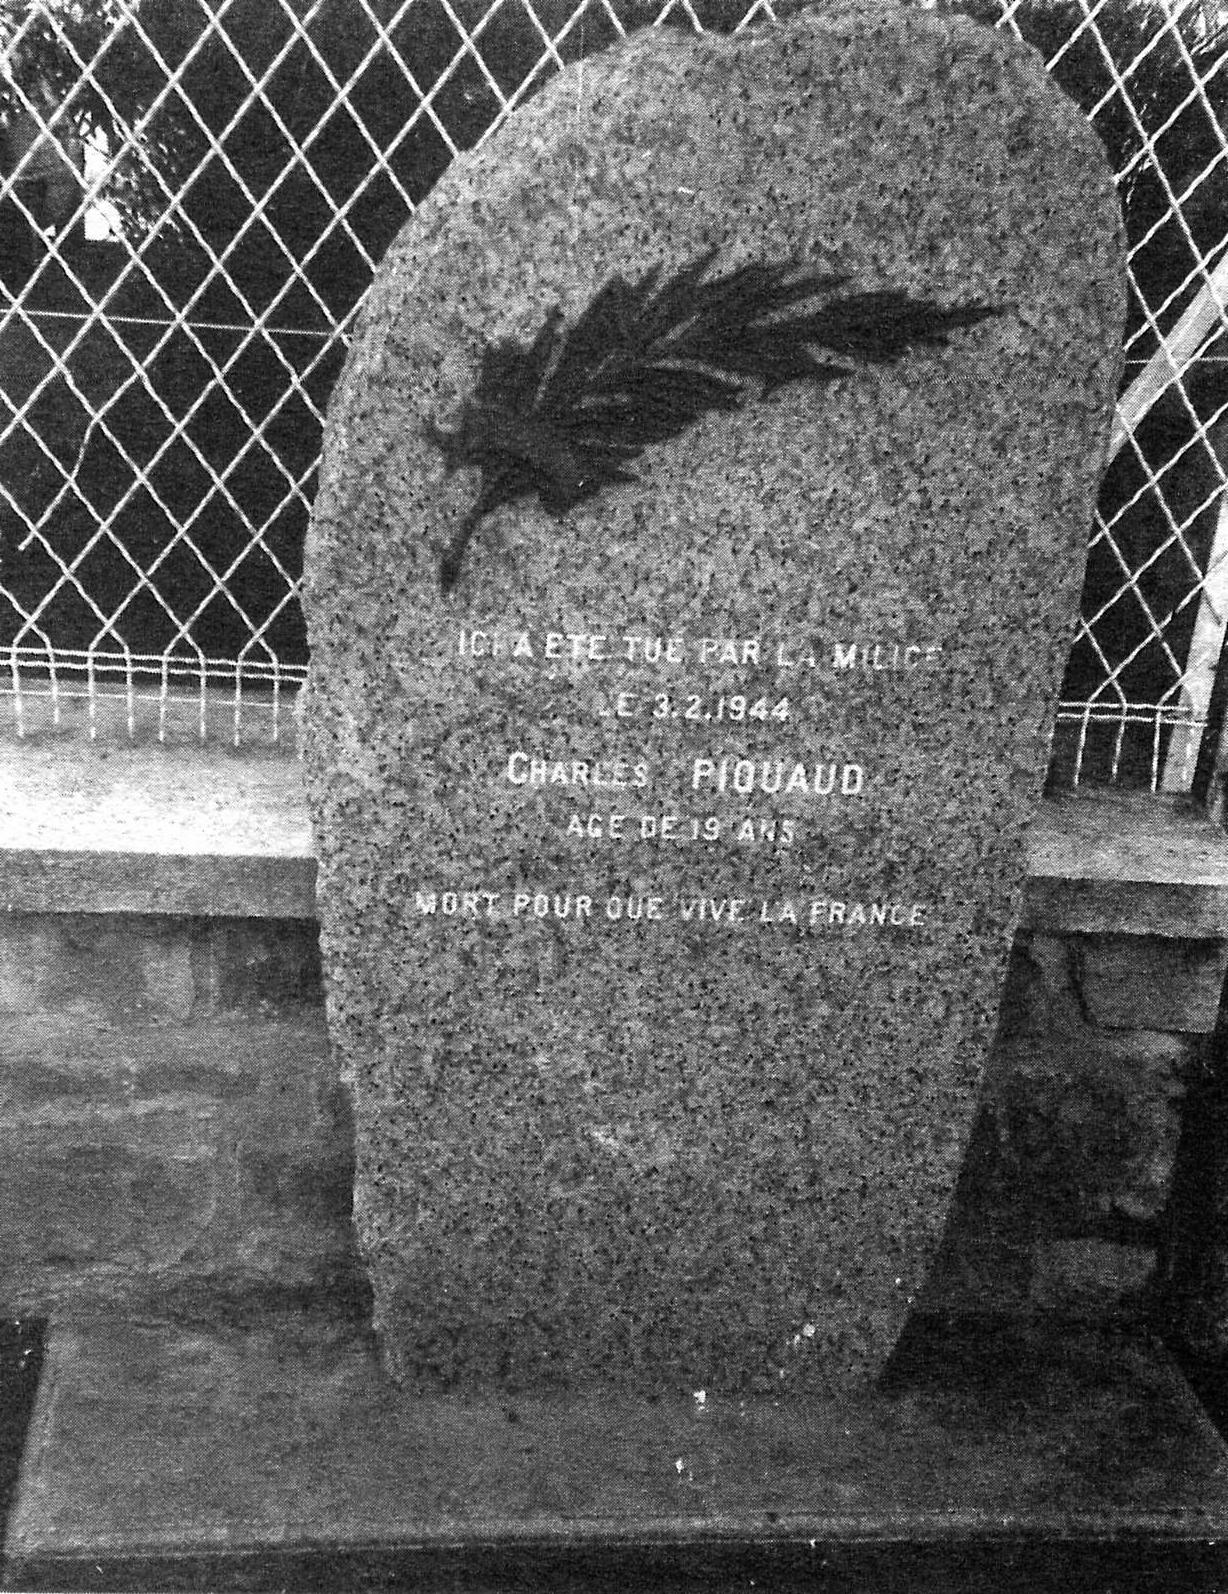 ICI A ETE TUE PAR LA MILICE
LE 3.2.1944
CHARLES PIQUAUD
AGE DE 19 ANS
MORT POUR QUE VIVE LA FRANCE